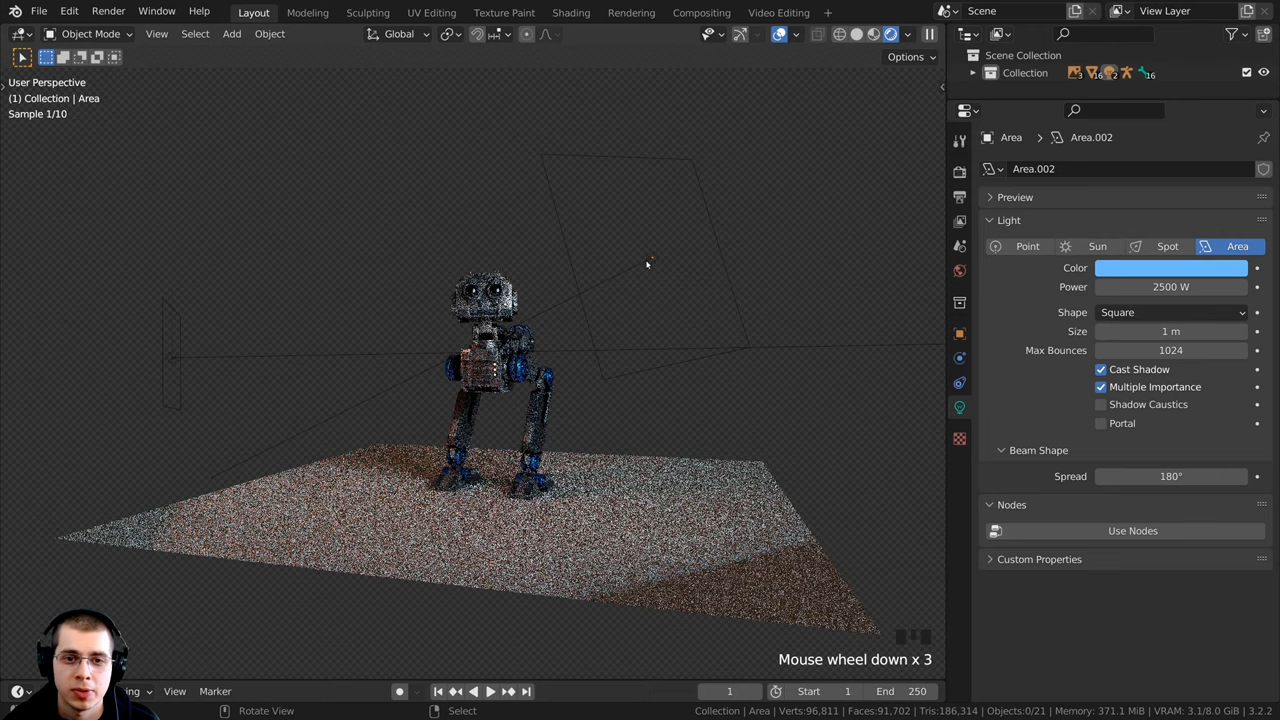 File Edit Render Window Help Layout Modeling Sculpting UV Editing Texture Paint Shading Rendering Compositing Video Editing + Scene View Layer
Object Mode View Select Add Object Global
Options
User Perspective
(1) Collection | Area
Sample 1/10
Scene Collection
Collection 3 16 2 16
Area Area.002
Area.002
Preview
Light
Point Sun Spot Area
Color
Power 2500 W
Shape Square
Size 1 m
Max Bounces 1024
Cast Shadow
Multiple Importance
Shadow Caustics
Portal
Beam Shape
Spread 180°
Nodes
Use Nodes
Custom Properties
Mouse wheel down x 3
View Marker 1 Start 1 End 250
Rotate View Select Collection | Area | Verts:96,811 | Faces:91,702 | Tris:186,314 | Objects:0/21 | Memory: 371.1 MiB | VRAM: 3.1/8.0 GiB | 3.2.2